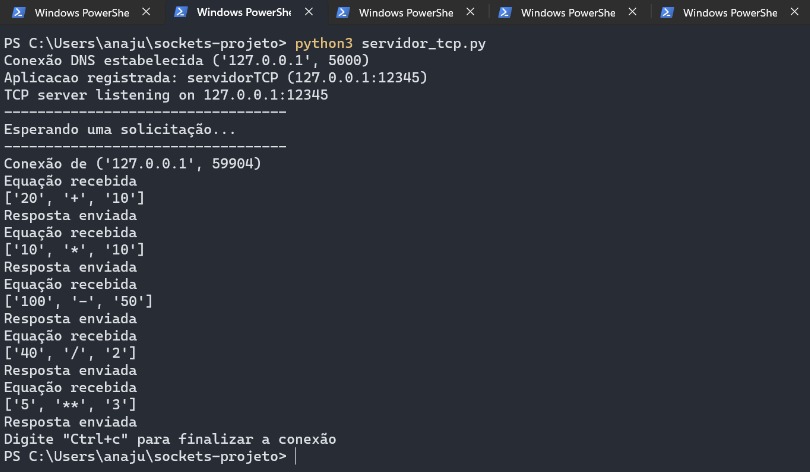 Windows PowerShe
Windows PowerShe
Windows PowerShe
Windows PowerShe
Windows PowerShe
PS C:\Users\anaju\sockets-projeto> python3 servidor_tcp.py
Conexão DNS estabelecida ('127.0.0.1', 5000)
Aplicacao registrada: servidorTCP (127.0.0.1:12345)
TCP server listening on 127.0.0.1:12345
----------------------------------
Esperando uma solicitação...
----------------------------------
Conexão de ('127.0.0.1', 59904)
Equação recebida
['20', '+', '10']
Resposta enviada
Equação recebida
['10', '*', '10']
Resposta enviada
Equação recebida
['100', '-', '50']
Resposta enviada
Equação recebida
['40', '/', '2']
Resposta enviada
Equação recebida
['5', '**', '3']
Resposta enviada
Digite "Ctrl+c" para finalizar a conexão
PS C:\Users\anaju\sockets-projeto>